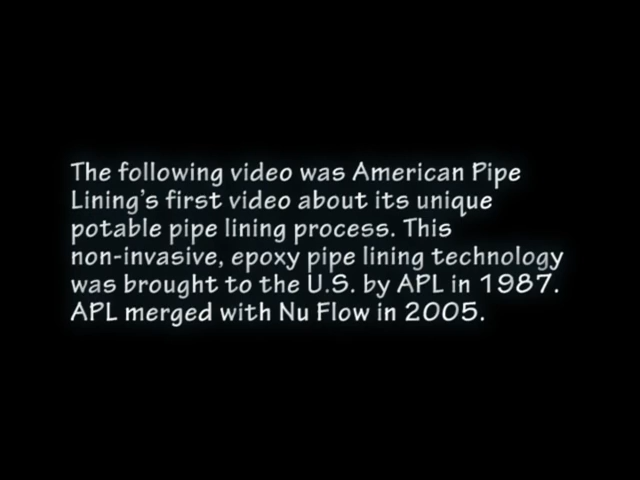 The following video was American Pipe
Lining's first video about its unique
potable pipe lining process. This
non-invasive, epoxy pipe lining technology
was brought to the U.S. by APL in 1987.
APL merged with Nu Flow in 2005.